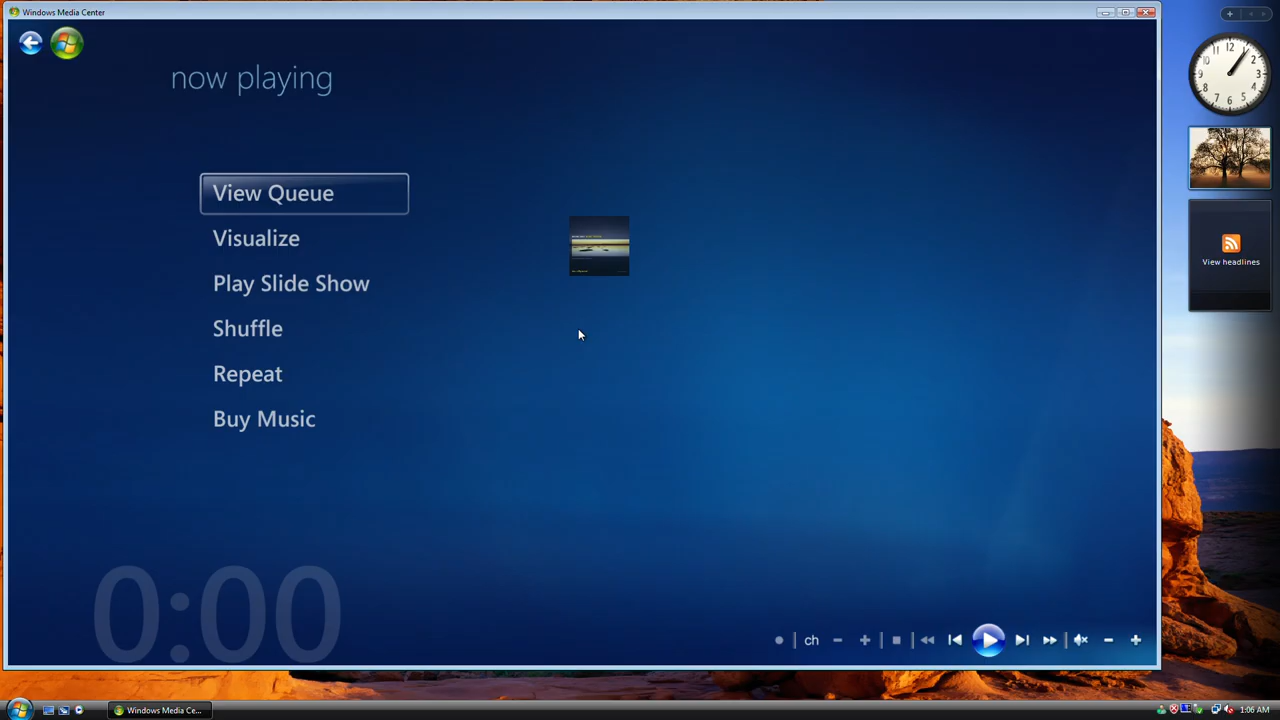 Windows Media Center
now playing
View Queue
Visualize
Play Slide Show
Shuffle
Repeat
Buy Music
View headlines
0:00
ch
Windows Media Ce...
1:06 AM